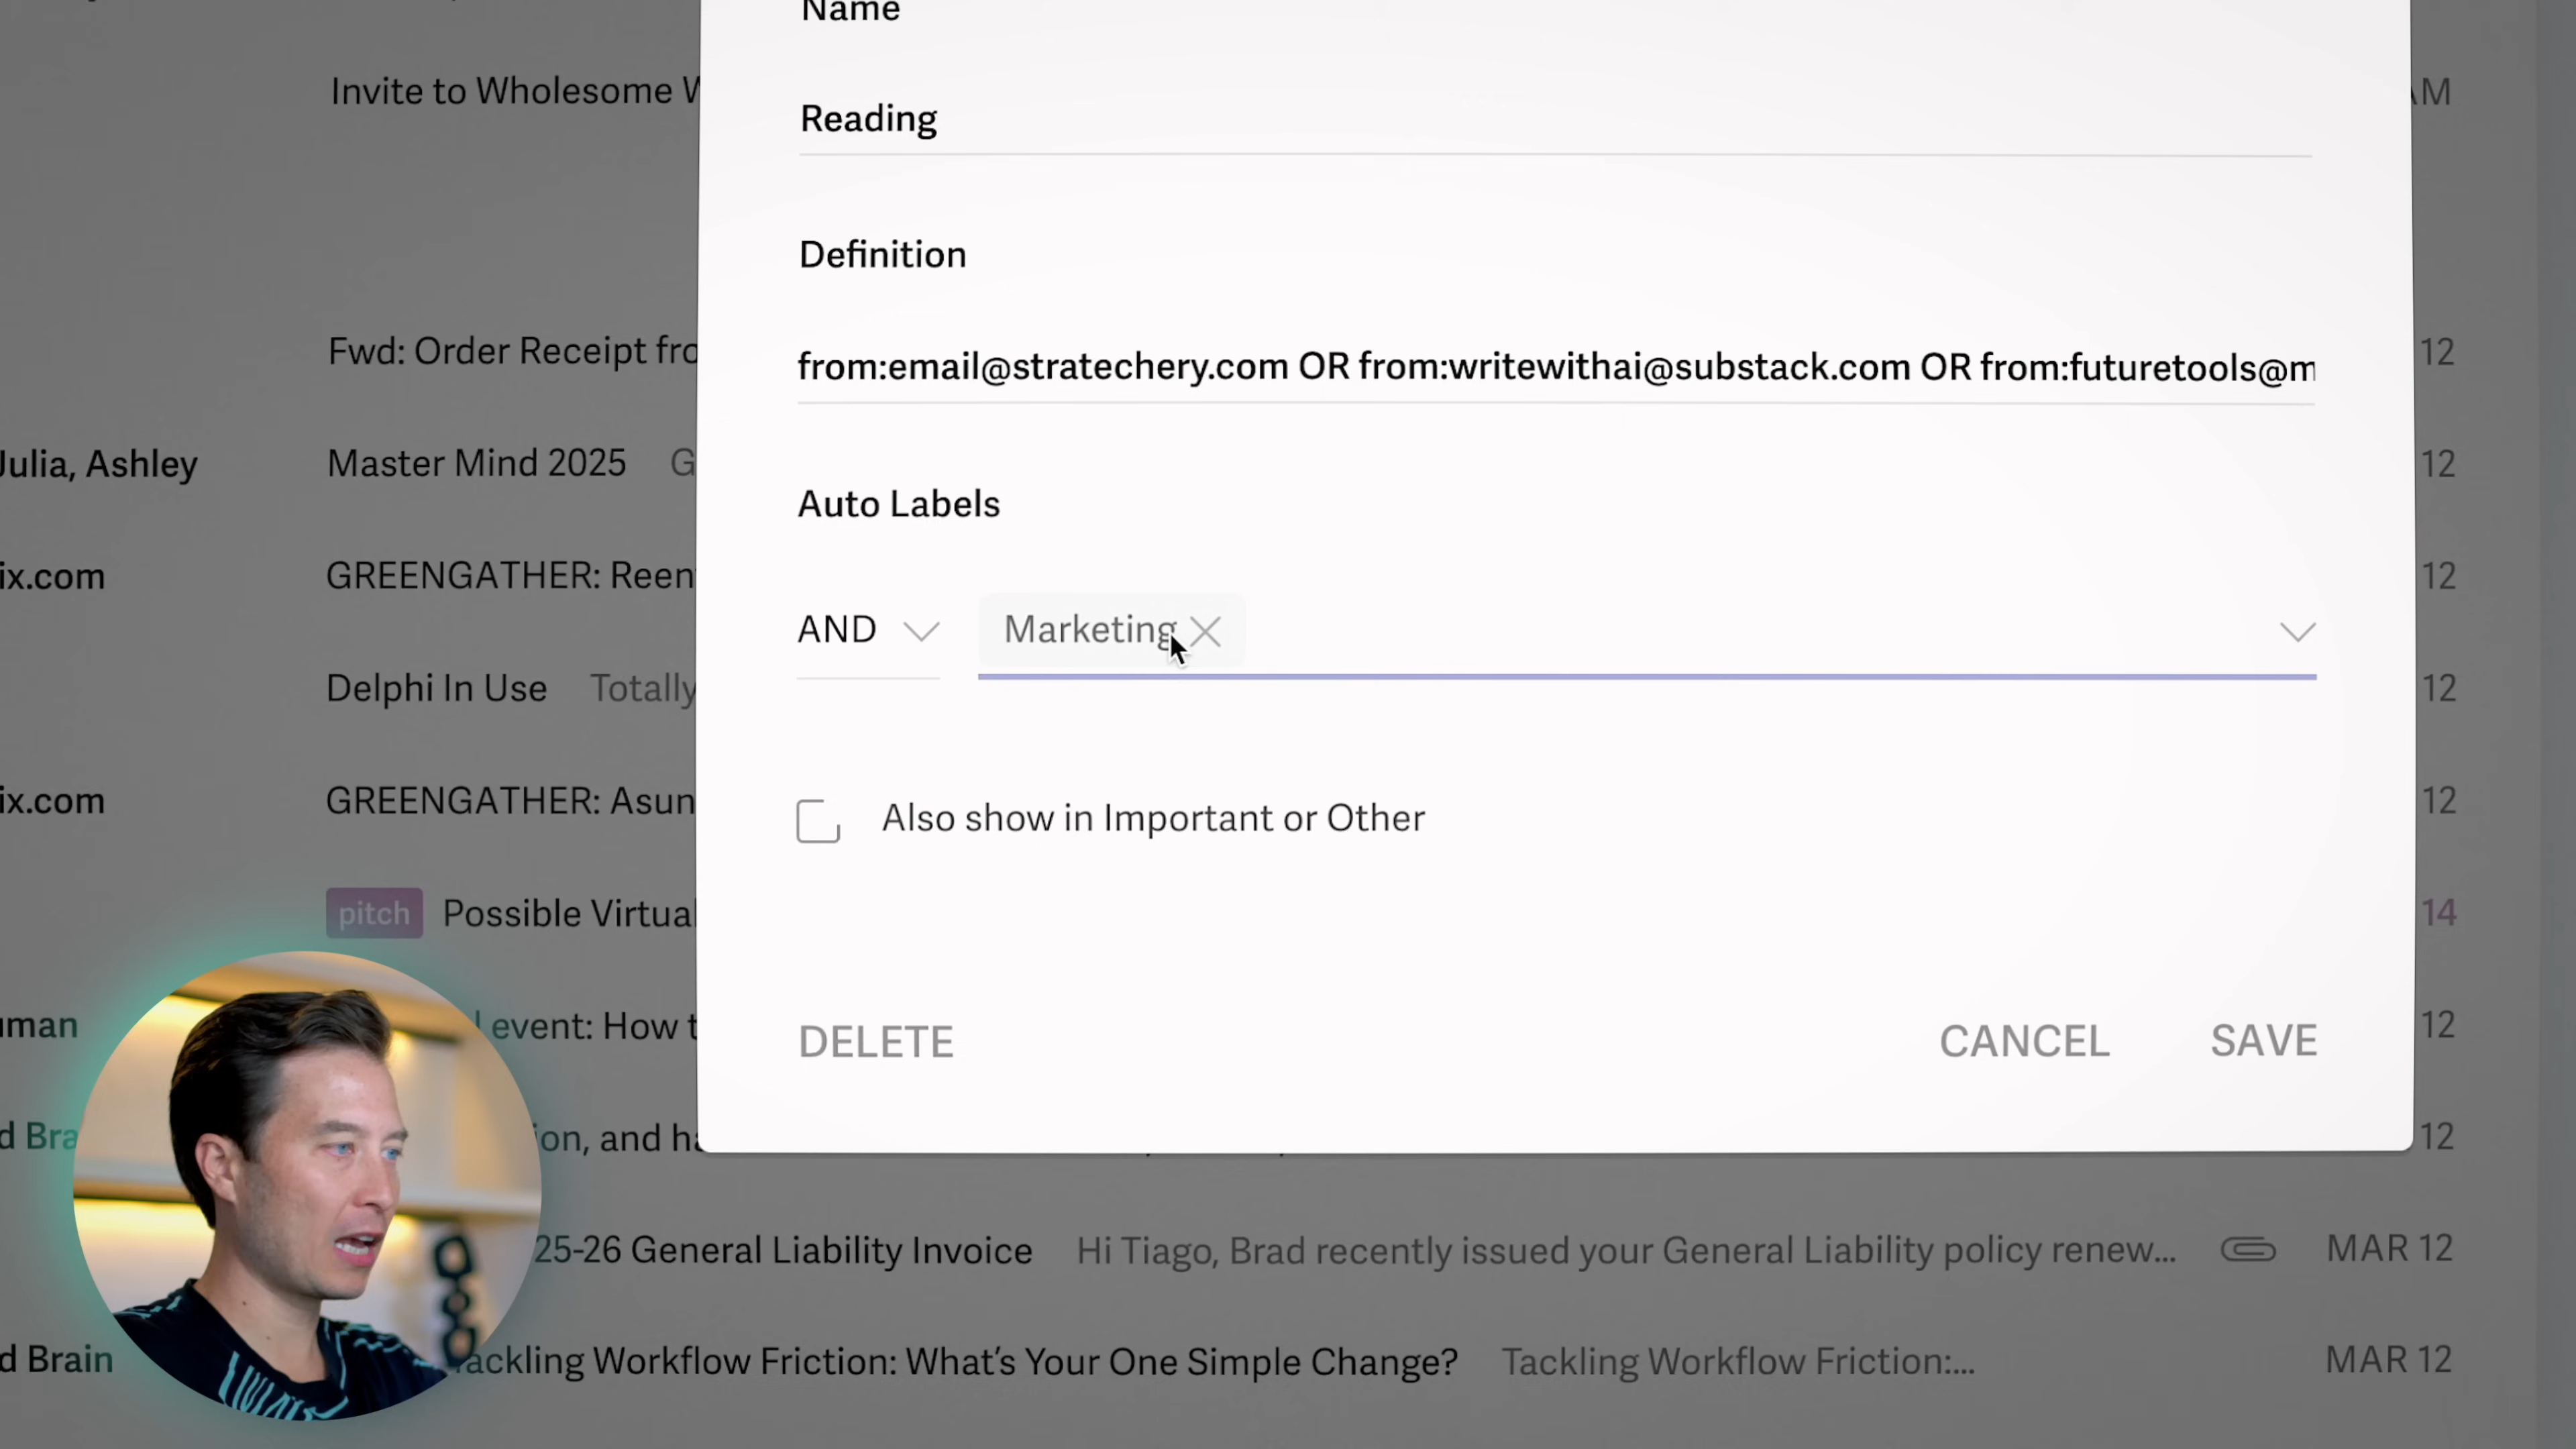 Name
Invite to Wholesome
AM
Reading
Definition
Fwd: Order Receipt fro
from:email@stratechery.com OR from:writewithai@substack.com OR from:futuretools@m
12
Julia, Ashley
Master Mind 2025 G
12
Auto Labels
ix.com
GREENGATHER: Reen
12
AND
Marketing
Delphi In Use Totally
12
ix.com
GREENGATHER: Asun
12
Also show in Important or Other
pitch
Possible Virtual
14
uman
event: How t
12
DELETE
CANCEL
SAVE
d Bra
ion, and ha
12
25-26 General Liability Invoice Hi Tiago, Brad recently issued your General Liability policy renew... MAR 12
d Brain
ackling Workflow Friction: What's Your One Simple Change? Tackling Workflow Friction:... MAR 12